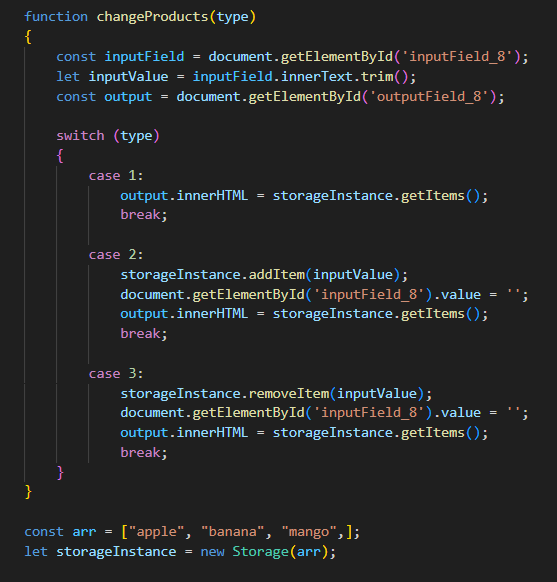 function changeProducts(type)
{
    const inputField = document.getElementById('inputField_8');
    let inputValue = inputField.innerText.trim();
    const output = document.getElementById('outputField_8');

    switch (type)
    {
        case 1:
            output.innerHTML = storageInstance.getItems();
            break;

        case 2:
            storageInstance.addItem(inputValue);
            document.getElementById('inputField_8').value = '';
            output.innerHTML = storageInstance.getItems();
            break;

        case 3:
            storageInstance.removeItem(inputValue);
            document.getElementById('inputField_8').value = '';
            output.innerHTML = storageInstance.getItems();
            break;
    }
}

const arr = ["apple", "banana", "mango",];
let storageInstance = new Storage(arr);